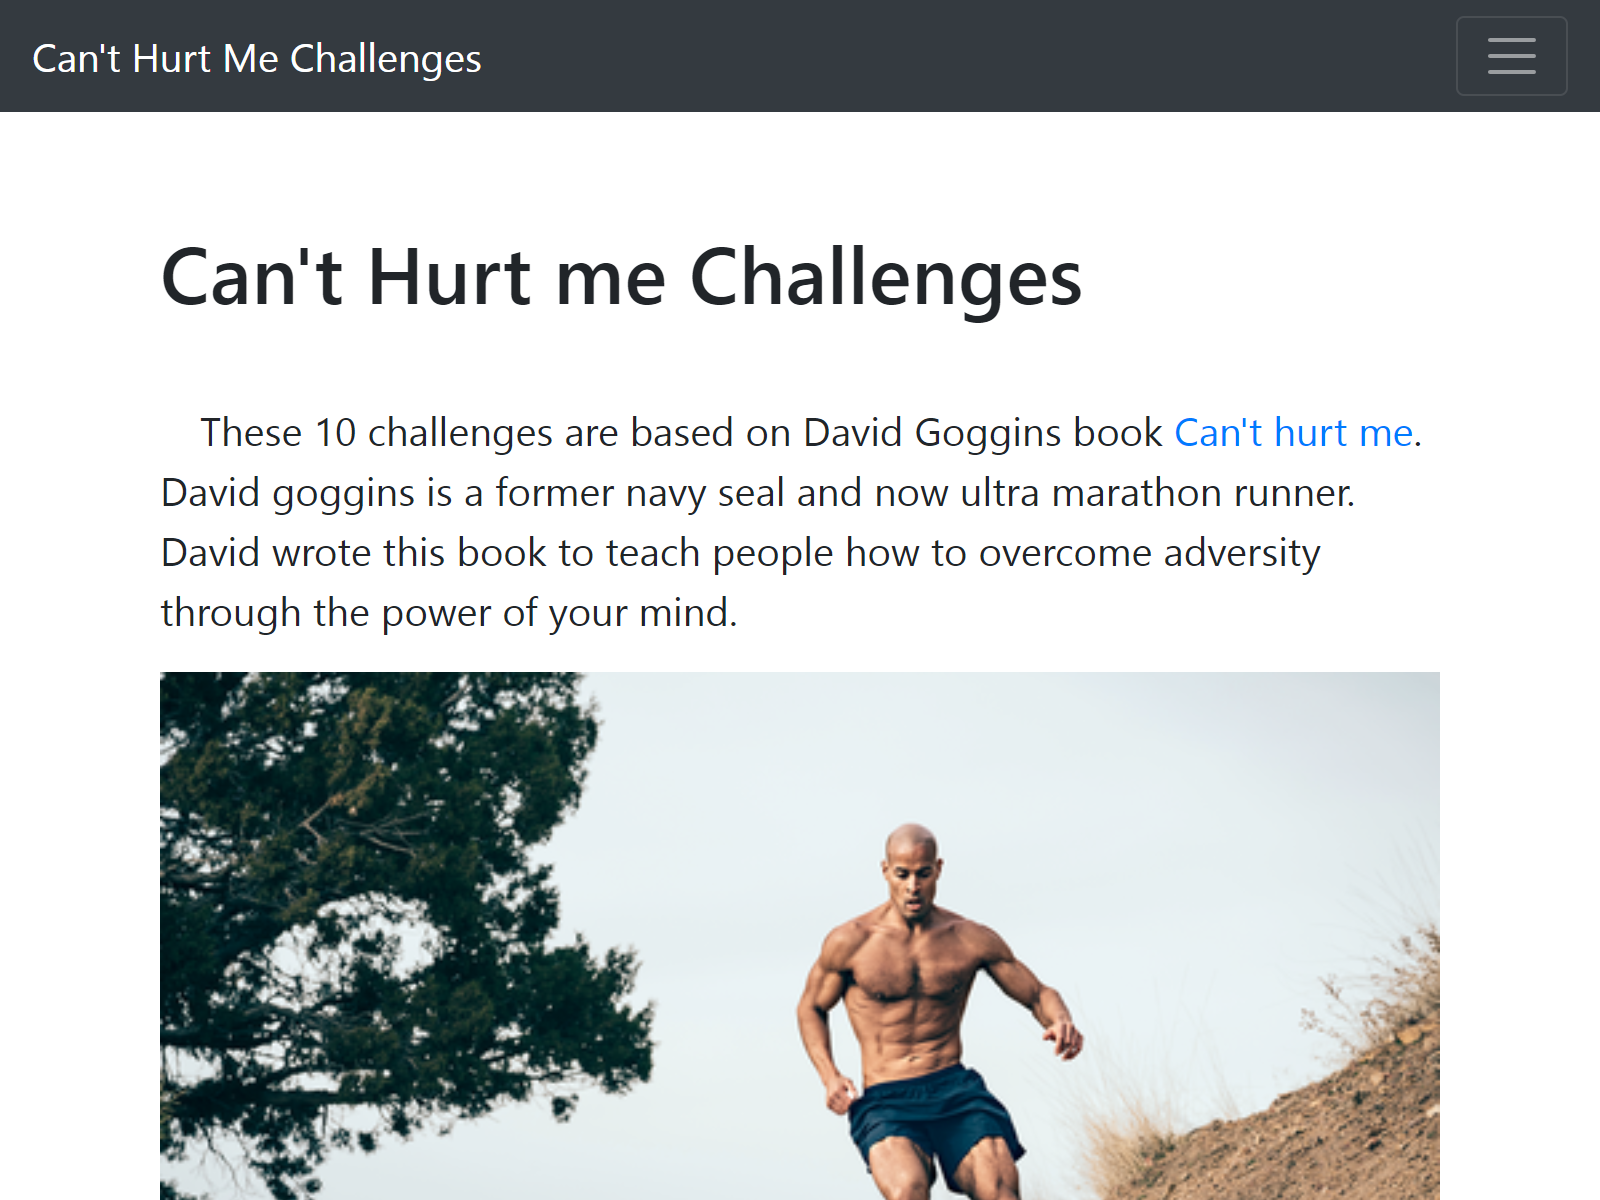 Can't Hurt Me Challenges
Can't Hurt me Challenges
These 10 challenges are based on David Goggins book Can't hurt me.
David goggins is a former navy seal and now ultra marathon runner.
David wrote this book to teach people how to overcome adversity
through the power of your mind.